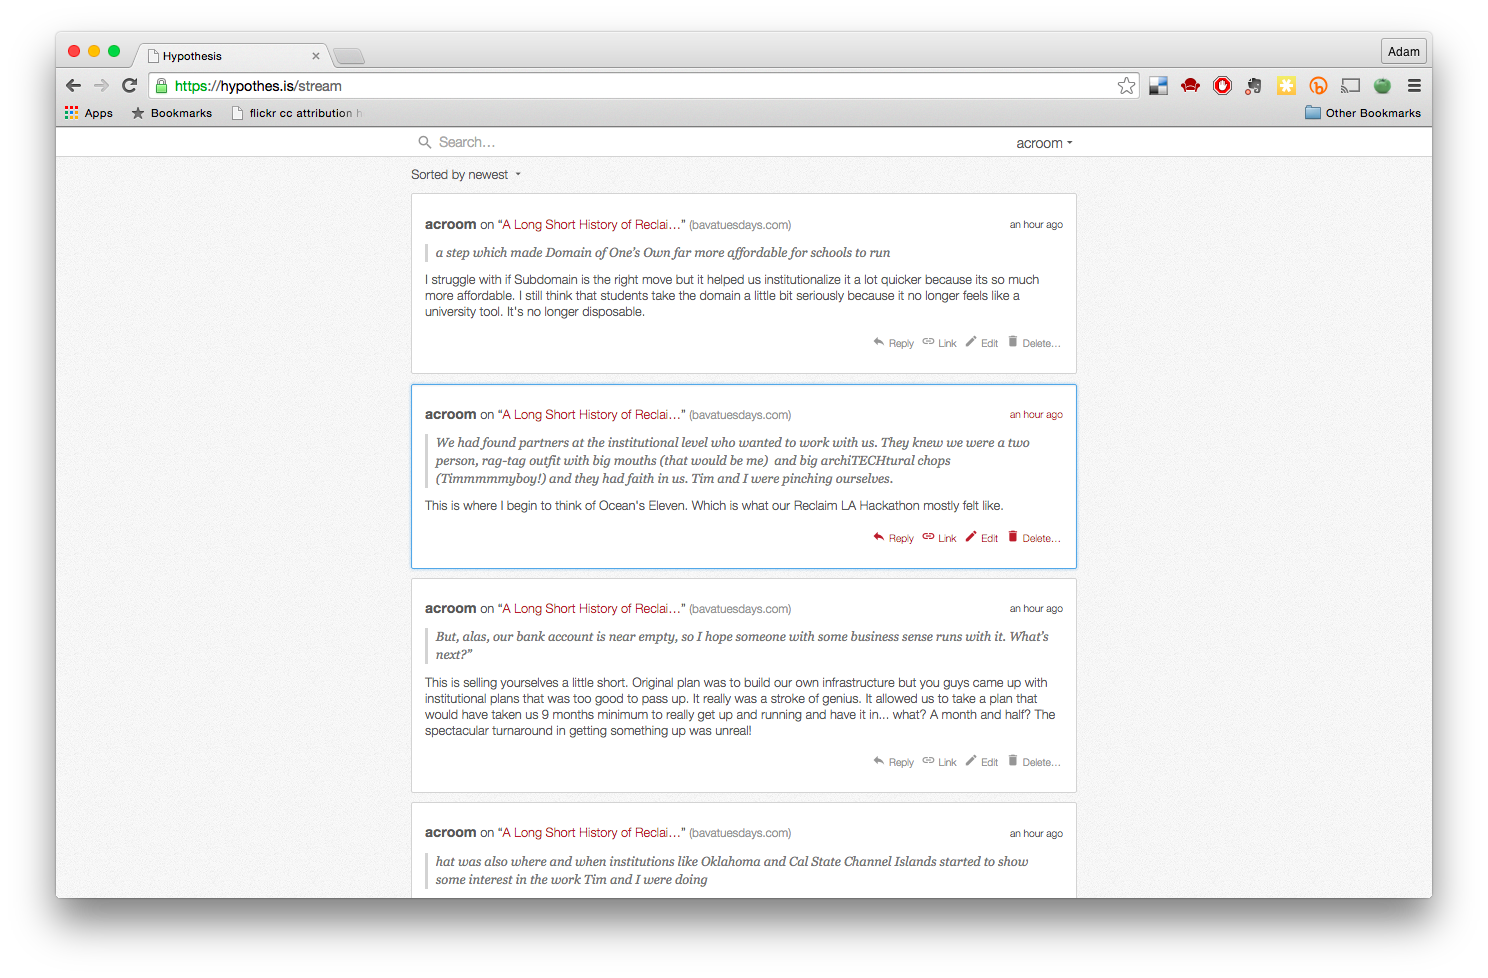 Hypothesis
Adam
https://hypothes.is/stream
Apps
Bookmarks
flickr cc attribution
Other Bookmarks
Search...
acroom
Sorted by newest
acroom on “A Long Short History of Reclai...” (bavatuesdays.com)
an hour ago
a step which made Domain of One's Own far more affordable for schools to run
I struggle with if Subdomain is the right move but it helped us institutionalize it a lot quicker because its so much
more affordable. I still think that students take the domain a little bit seriously because it no longer feels like a
university tool. It's no longer disposable.
Reply Link Edit Delete...
acroom on “A Long Short History of Reclai...” (bavatuesdays.com)
an hour ago
We had found partners at the institutional level who wanted to work with us. They knew we were a two
person, rag-tag outfit with big mouths (that would be me) and big archiTECHtural chops
(Timmmmmyboy!) and they had faith in us. Tim and I were pinching ourselves.
This is where I begin to think of Ocean's Eleven. Which is what our Reclaim LA Hackathon mostly felt like.
Reply Link Edit Delete...
acroom on “A Long Short History of Reclai...” (bavatuesdays.com)
an hour ago
But, alas, our bank account is near empty, so I hope someone with some business sense runs with it. What's
next?”
This is selling yourselves a little short. Original plan was to build our own infrastructure but you guys came up with
institutional plans that was too good to pass up. It really was a stroke of genius. It allowed us to take a plan that
would have taken us 9 months minimum to really get up and running and have it in... what? A month and half? The
spectacular turnaround in getting something up was unreal!
Reply Link Edit Delete...
acroom on “A Long Short History of Reclai...” (bavatuesdays.com)
an hour ago
hat was also where and when institutions like Oklahoma and Cal State Channel Islands started to show
some interest in the work Tim and I were doing